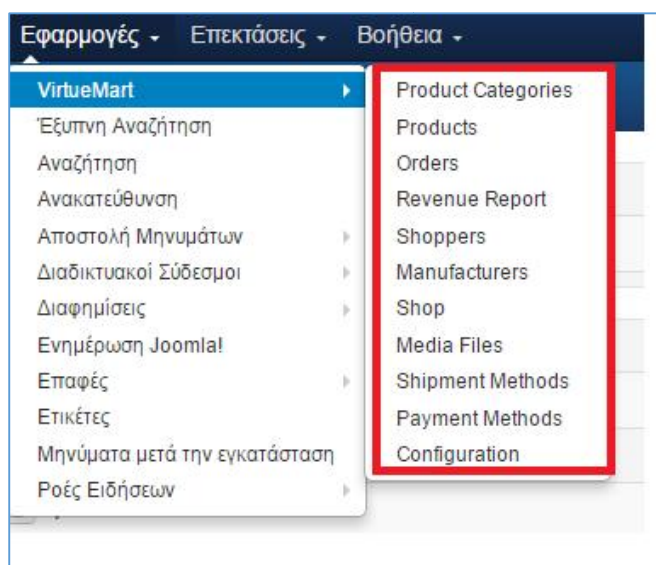 Εφαρμογές Επεκτάσεις Βοήθεια
VirtueMart
Έξυπνη Αναζήτηση
Αναζήτηση
Ανακατεύθυνση
Αποστολή Μηνυμάτων
Διαδικτυακοί Σύδεσμοι
Διαφημίσεις
Ενημέρωση Joomla!
Επαφές
Ετικέτες
Μηνύματα μετά την εγκατάσταση
Ροές Ειδήσεων
Product Categories
Products
Orders
Revenue Report
Shoppers
Manufacturers
Shop
Media Files
Shipment Methods
Payment Methods
Configuration